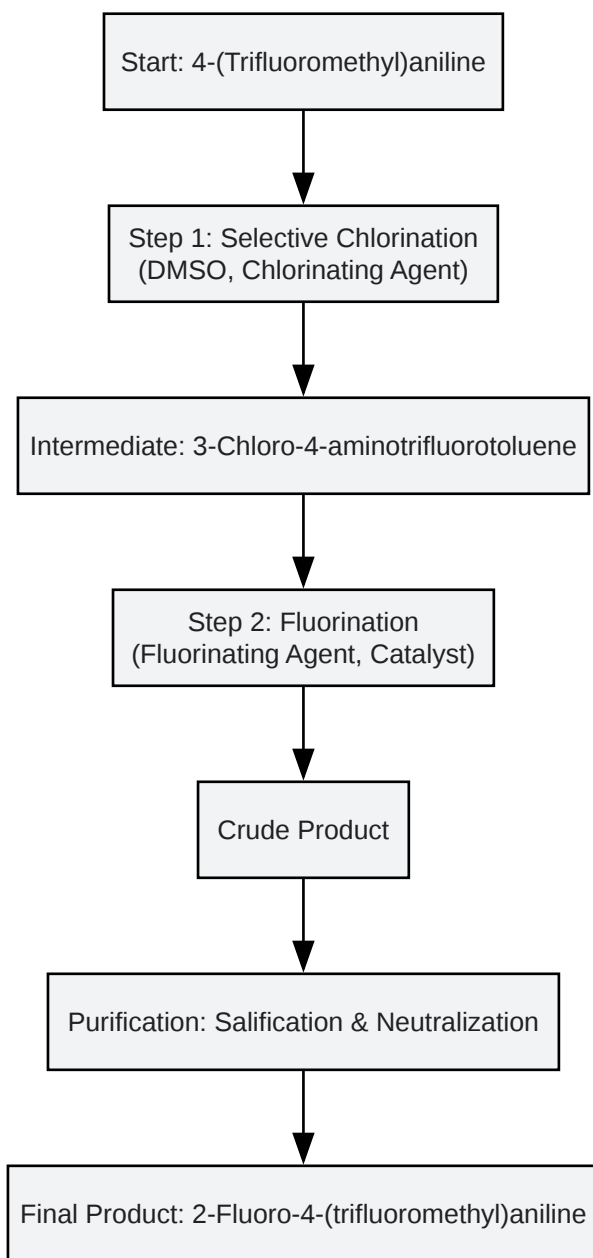 Start: 4-(Trifluoromethyl)aniline
Step 1: Selective Chlorination
(DMSO, Chlorinating Agent)
Intermediate: 3-Chloro-4-aminotrifluorotoluene
Step 2: Fluorination
(Fluorinating Agent, Catalyst)
Crude Product
Purification: Salification & Neutralization
Final Product: 2-Fluoro-4-(trifluoromethyl)aniline